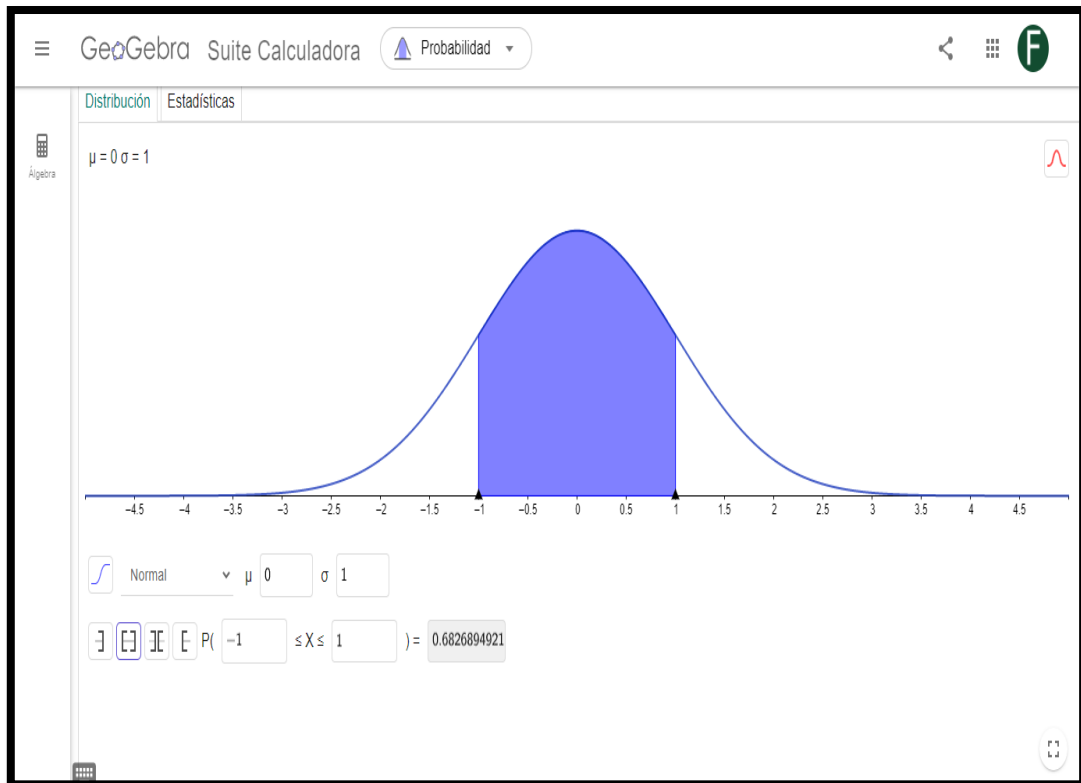 GeoGebra Suite Calculadora Probabilidad F
Distribución Estadísticas
Álgebra
μ = 0 σ = 1
−4.5 −4 −3.5 −3 −2.5 −2 −1.5 −1 −0.5 0 0.5 1 1.5 2 2.5 3 3.5 4 4.5
Normal μ 0 σ 1
P( −1 ≤ X ≤ 1 ) = 0.6826894921